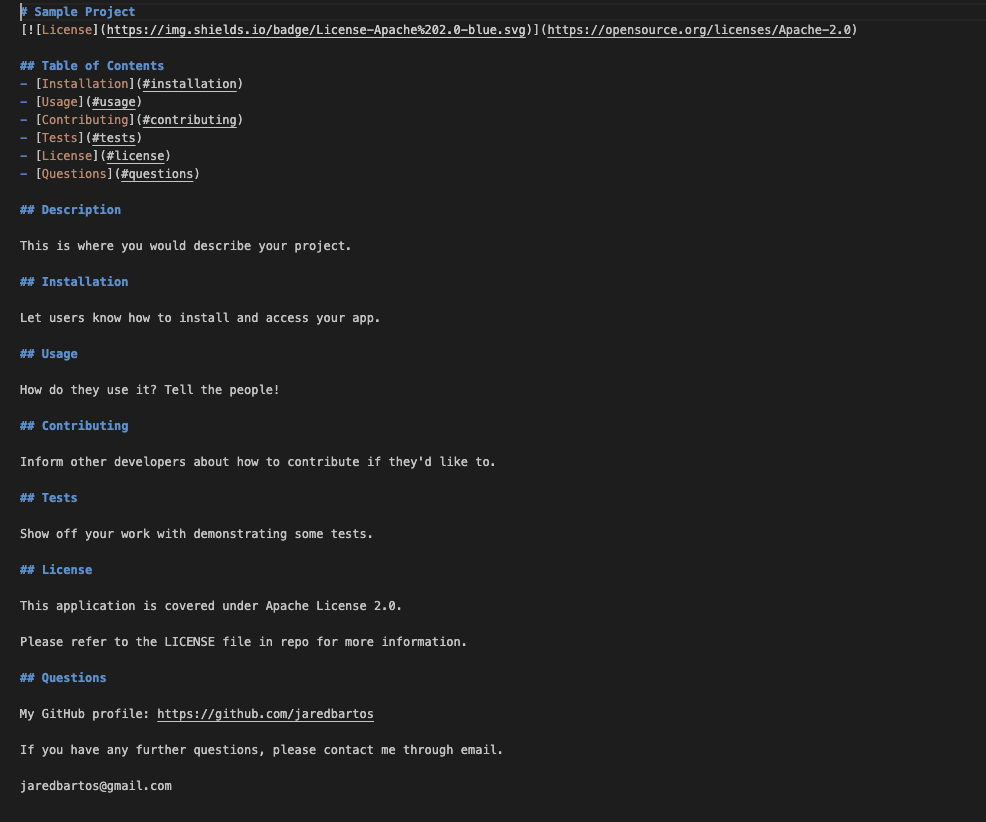 # Sample Project
[![License](https://img.shields.io/badge/License-Apache%202.0-blue.svg)](https://opensource.org/licenses/Apache-2.0)
## Table of Contents
- [Installation](#installation)
- [Usage](#usage)
- [Contributing](#contributing)
- [Tests](#tests)
- [License](#license)
- [Questions](#questions)
## Description
This is where you would describe your project.
## Installation
Let users know how to install and access your app.
## Usage
How do they use it? Tell the people!
## Contributing
Inform other developers about how to contribute if they'd like to.
## Tests
Show off your work with demonstrating some tests.
## License
This application is covered under Apache License 2.0.
Please refer to the LICENSE file in repo for more information.
## Questions
My GitHub profile: https://github.com/jaredbartos
If you have any further questions, please contact me through email.
jaredbartos@gmail.com